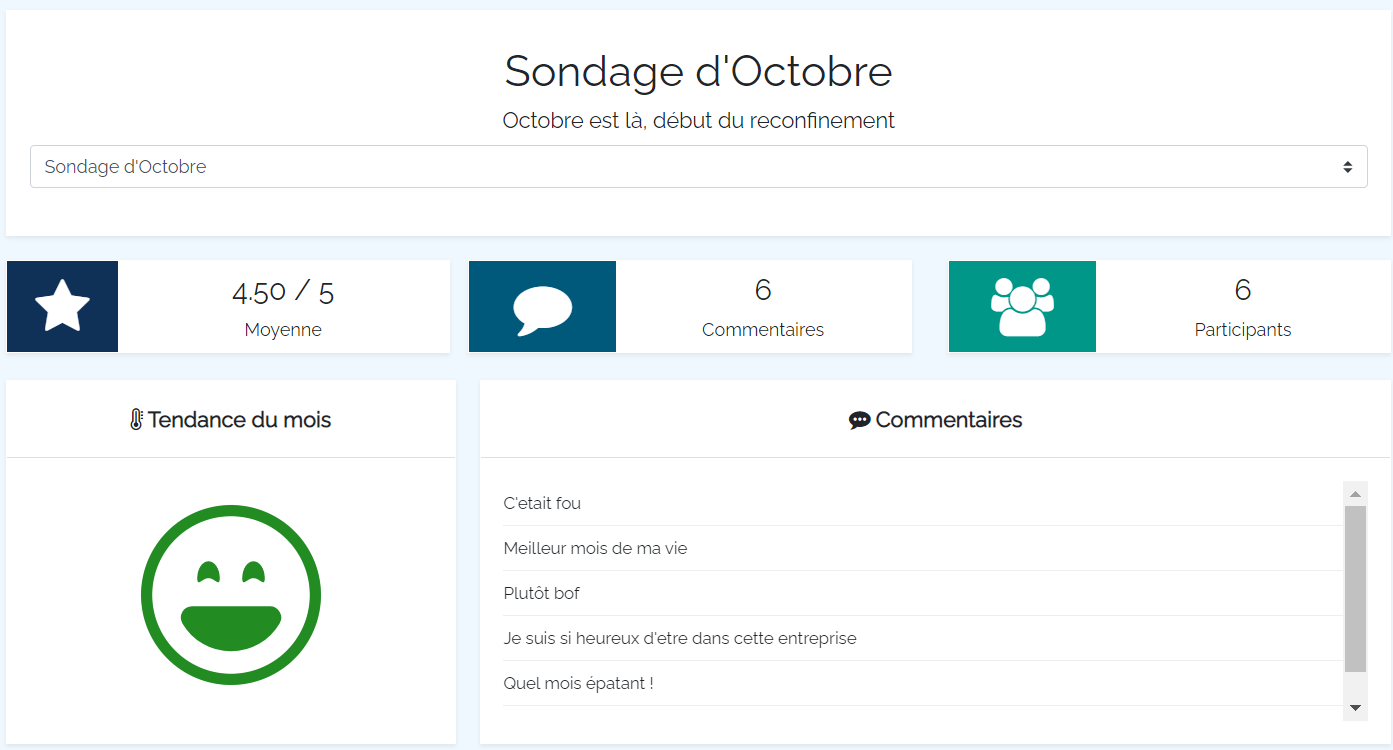 Sondage d'Octobre
Octobre est là, début du reconfinement
Sondage d'Octobre
4.50 / 5
Moyenne
6
Commentaires
6
Participants
Tendance du mois
Commentaires
C'etait fou
Meilleur mois de ma vie
Plutôt bof
Je suis si heureux d'etre dans cette entreprise
Quel mois épatant !